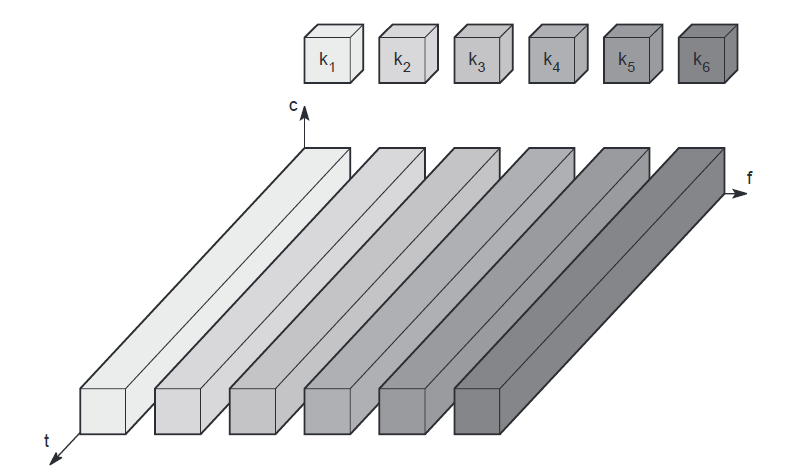 k₁ k₂ k₃ k₄ k₅ k₆
c
f
t